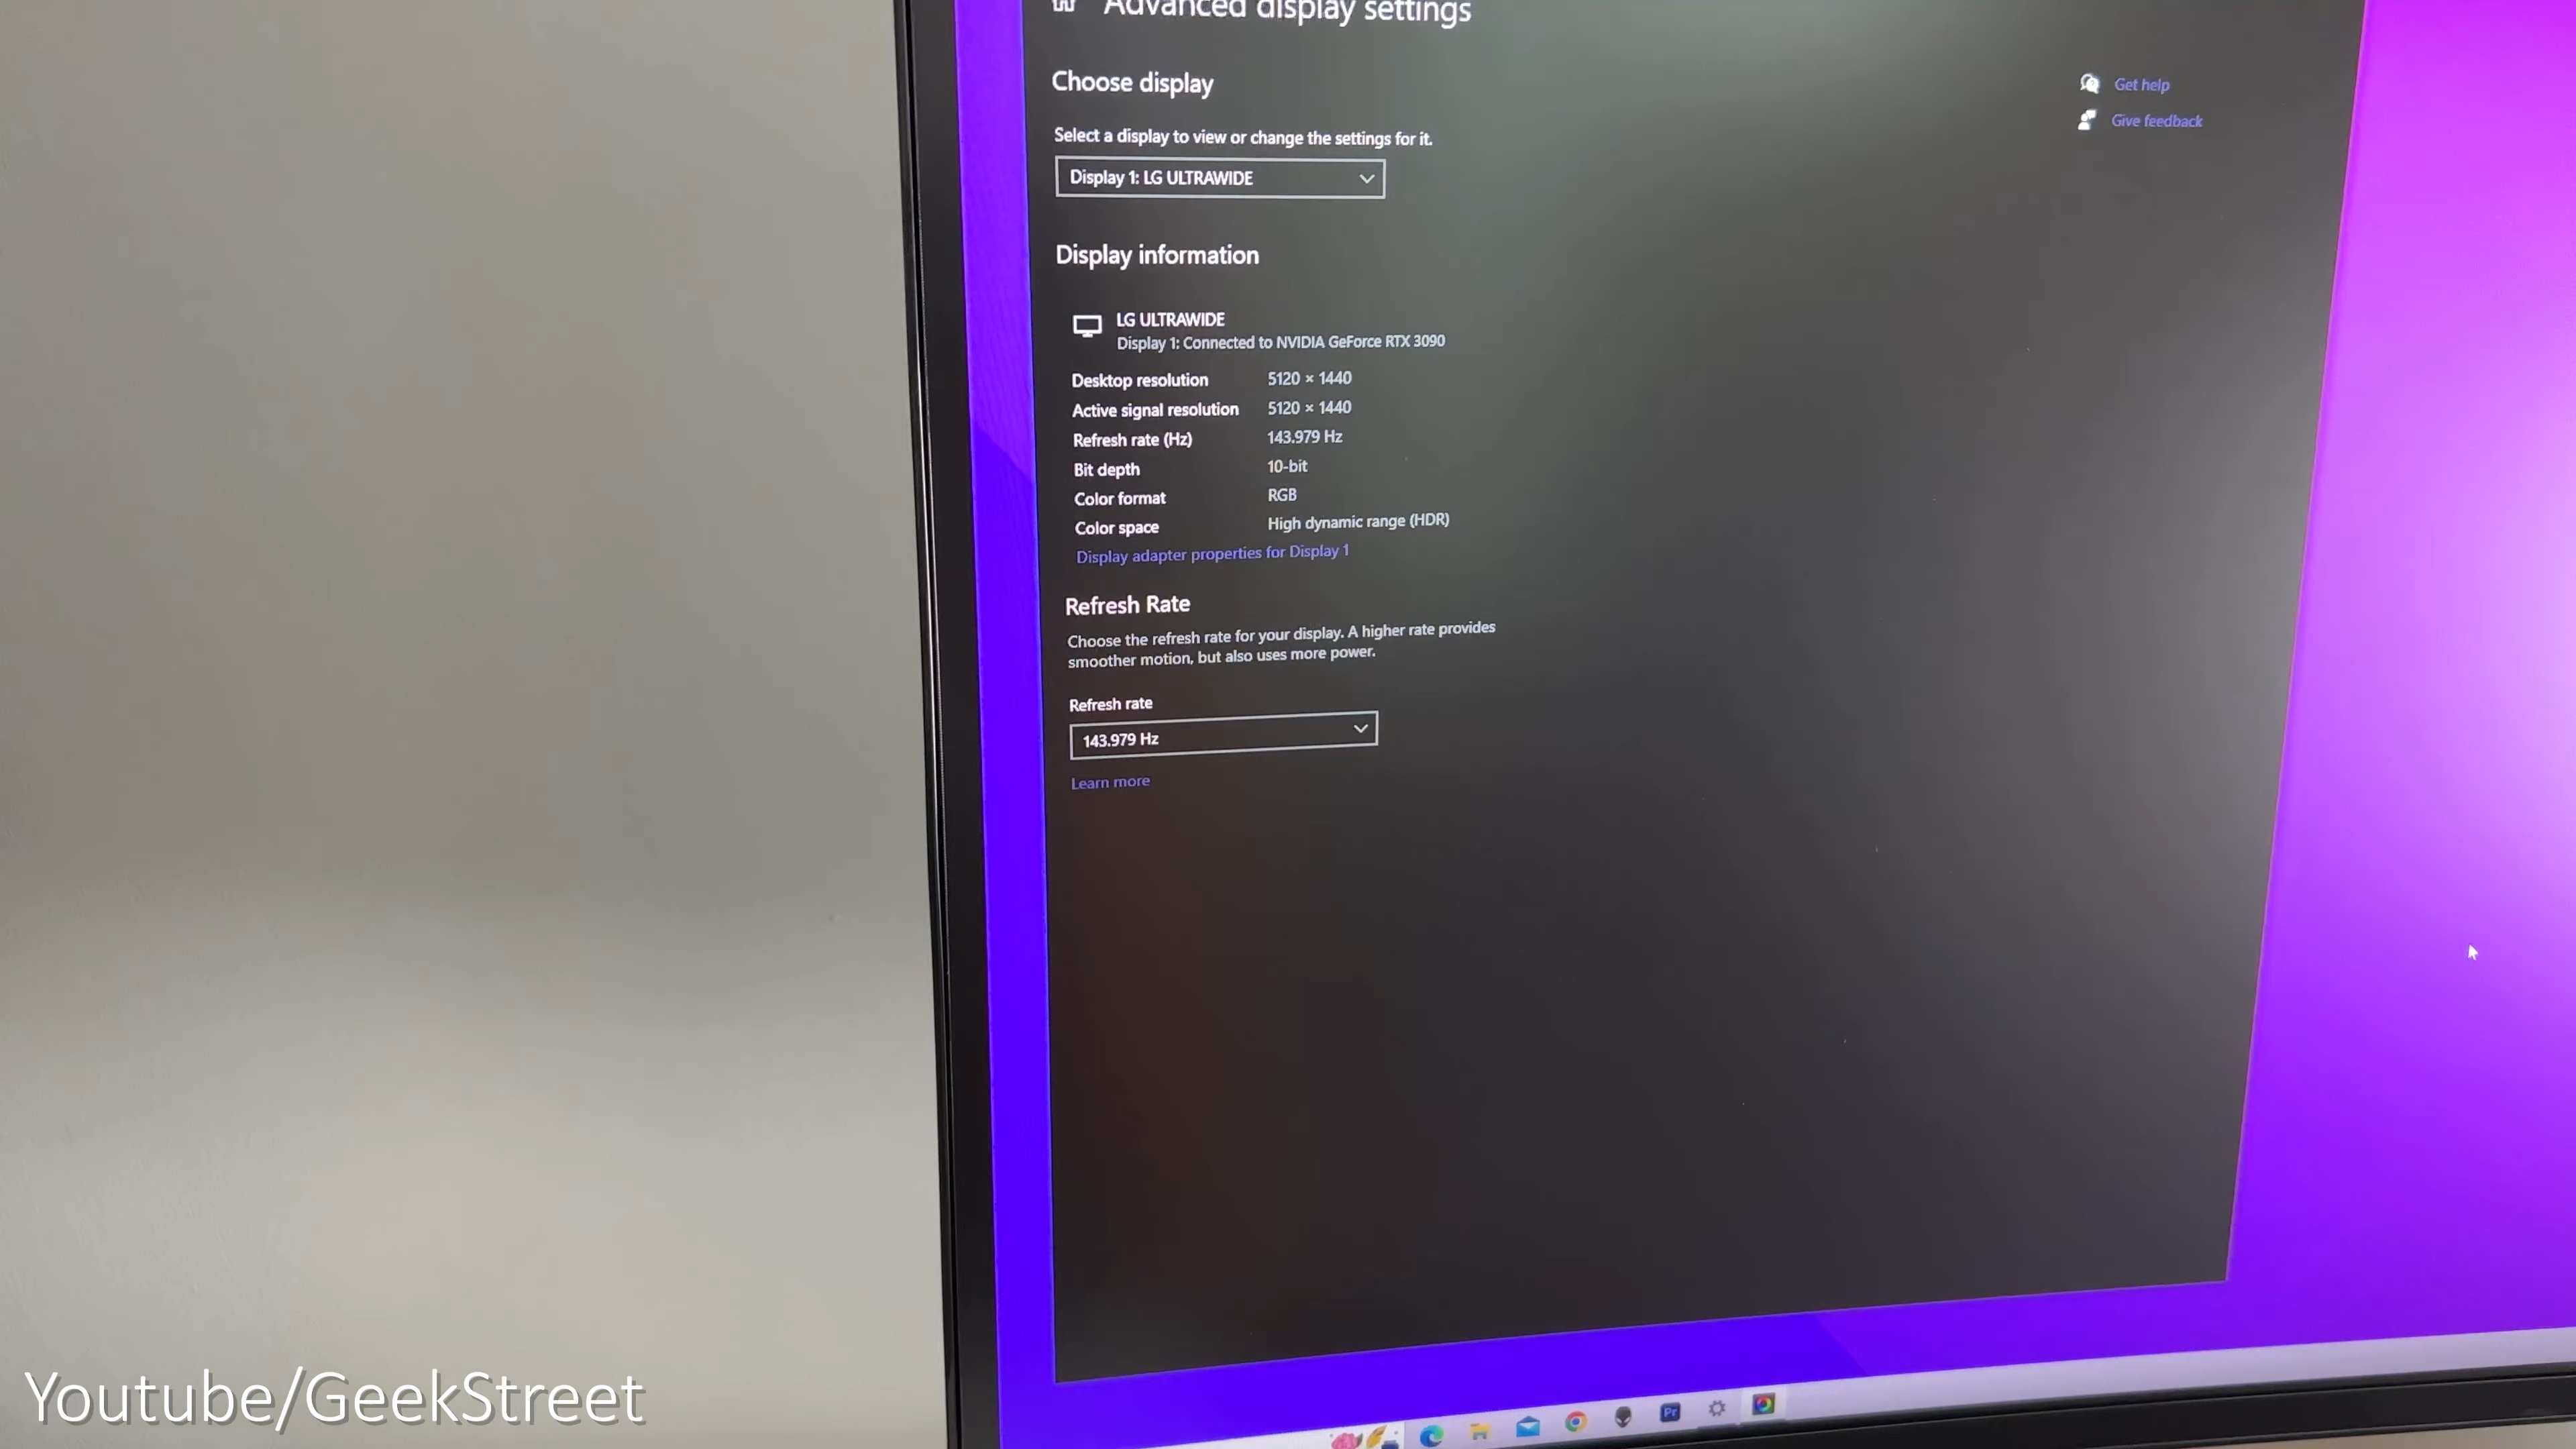 Advanced display settings
Choose display
Get help
Give feedback
Select a display to view or change the settings for it.
Display 1: LG ULTRAWIDE
Display information
LG ULTRAWIDE
Display 1: Connected to NVIDIA GeForce RTX 3090
Desktop resolution 5120 × 1440
Active signal resolution 5120 × 1440
Refresh rate (Hz) 143.979 Hz
Bit depth 10-bit
Color format RGB
Color space High dynamic range (HDR)
Display adapter properties for Display 1
Refresh Rate
Choose the refresh rate for your display. A higher rate provides
smoother motion, but also uses more power.
Refresh rate
143.979 Hz
Learn more
Pr
Youtube/GeekStreet